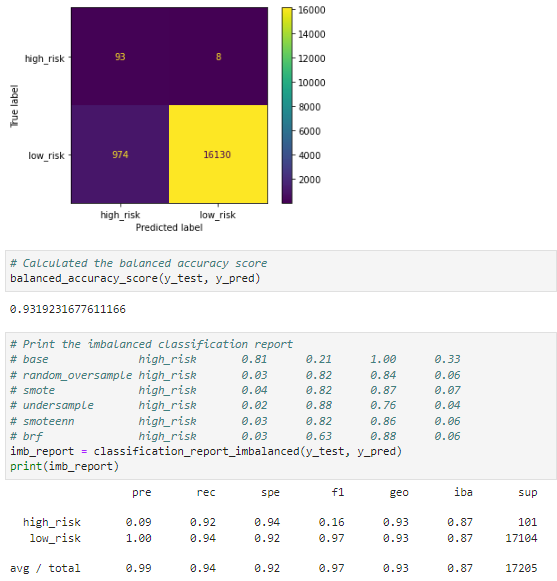 16000
14000
12000
10000
8000
6000
4000
2000
True label
high_risk 93 8
low_risk 974 16130
high_risk low_risk
Predicted label
# Calculated the balanced accuracy score
balanced_accuracy_score(y_test, y_pred)
0.9319231677611166
# Print the imbalanced classification report
# base high_risk 0.81 0.21 1.00 0.33
# random_oversample high_risk 0.03 0.82 0.84 0.06
# smote high_risk 0.04 0.82 0.87 0.07
# undersample high_risk 0.02 0.88 0.76 0.04
# smoteenn high_risk 0.03 0.82 0.86 0.06
# brf high_risk 0.03 0.63 0.88 0.06
imb_report = classification_report_imbalanced(y_test, y_pred)
print(imb_report)
pre rec spe f1 geo iba sup
high_risk 0.09 0.92 0.94 0.16 0.93 0.87 101
low_risk 1.00 0.94 0.92 0.97 0.93 0.87 17104
avg / total 0.99 0.94 0.92 0.97 0.93 0.87 17205